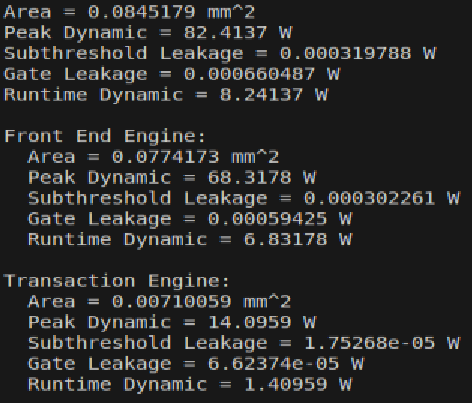 Area = 0.0845179 mm^2
Peak Dynamic = 82.4137 W
Subthreshold Leakage = 0.000319788 W
Gate Leakage = 0.000660487 W
Runtime Dynamic = 8.24137 W

Front End Engine:
  Area = 0.0774173 mm^2
  Peak Dynamic = 68.3178 W
  Subthreshold Leakage = 0.000302261 W
  Gate Leakage = 0.00059425 W
  Runtime Dynamic = 6.83178 W

Transaction Engine:
  Area = 0.00710059 mm^2
  Peak Dynamic = 14.0959 W
  Subthreshold Leakage = 1.75268e-05 W
  Gate Leakage = 6.62374e-05 W
  Runtime Dynamic = 1.40959 W